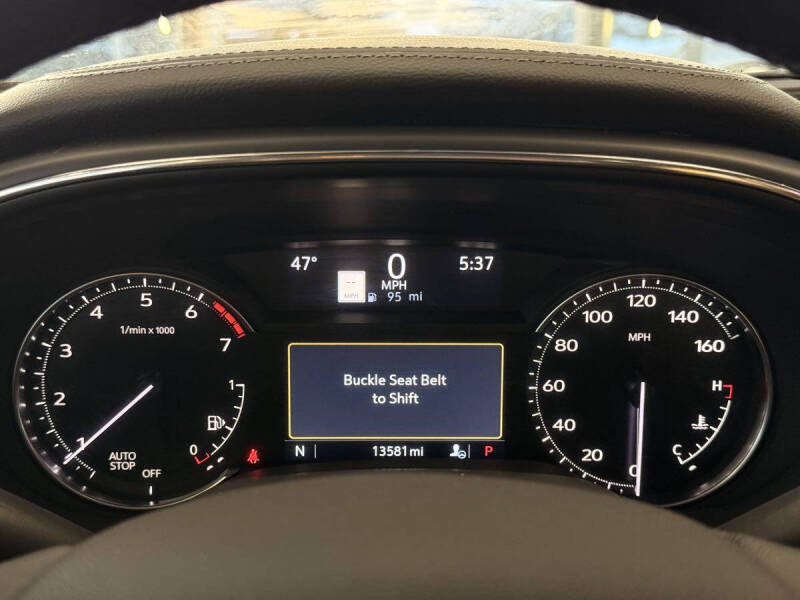 47°
0
5:37
--
MPH
MPH
95 mi
1
2
3
4
5
6
7
1/min x 1000
AUTO
STOP
OFF
1
0
Buckle Seat Belt
to Shift
N
13581 mi
P
0
20
40
60
80
100
120
140
160
MPH
H
C